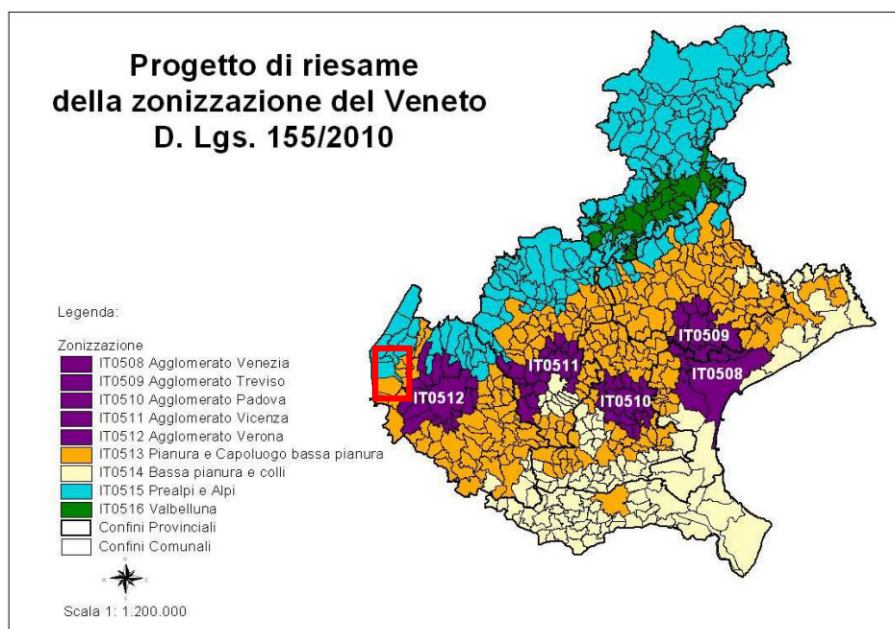 Progetto di riesame
della zonizzazione del Veneto
D. Lgs. 155/2010
Legenda:
Zonizzazione
IT0508 Agglomerato Venezia
IT0509 Agglomerato Treviso
IT0510 Agglomerato Padova
IT0511 Agglomerato Vicenza
IT0512 Agglomerato Verona
IT0513 Pianura e Capoluogo bassa pianura
IT0514 Bassa pianura e colli
IT0515 Prealpi e Alpi
IT0516 Valbelluna
Confini Provinciali
Confini Comunali
Scala 1: 1.200.000
IT0509
IT0511
IT0508
IT0512
IT0510